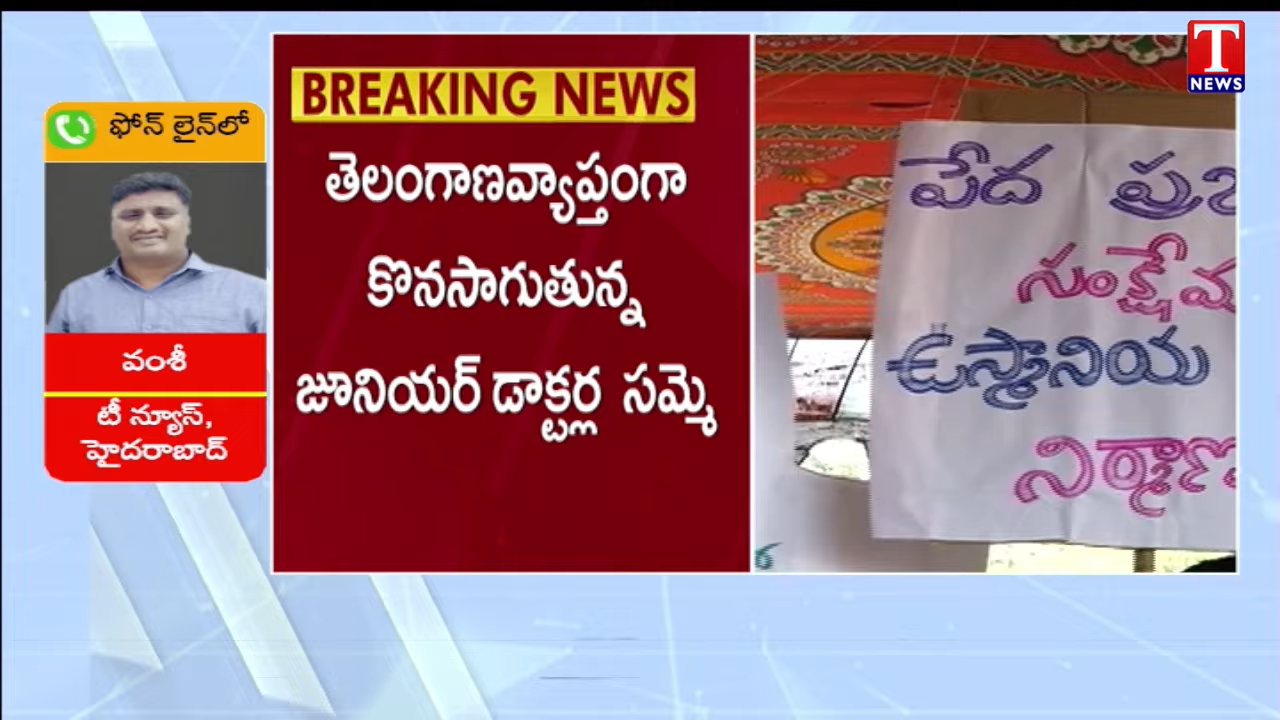 T
NEWS
BREAKING NEWS
ఫోన్ లైన్‌లో
తెలంగాణవ్యాప్తంగా
కొనసాగుతున్న
జూనియర్ డాక్టర్ల సమ్మె
వంశీ
టీ న్యూస్,
హైదరాబాద్
పేద
సంక్షేమ
ఉస్మానియ